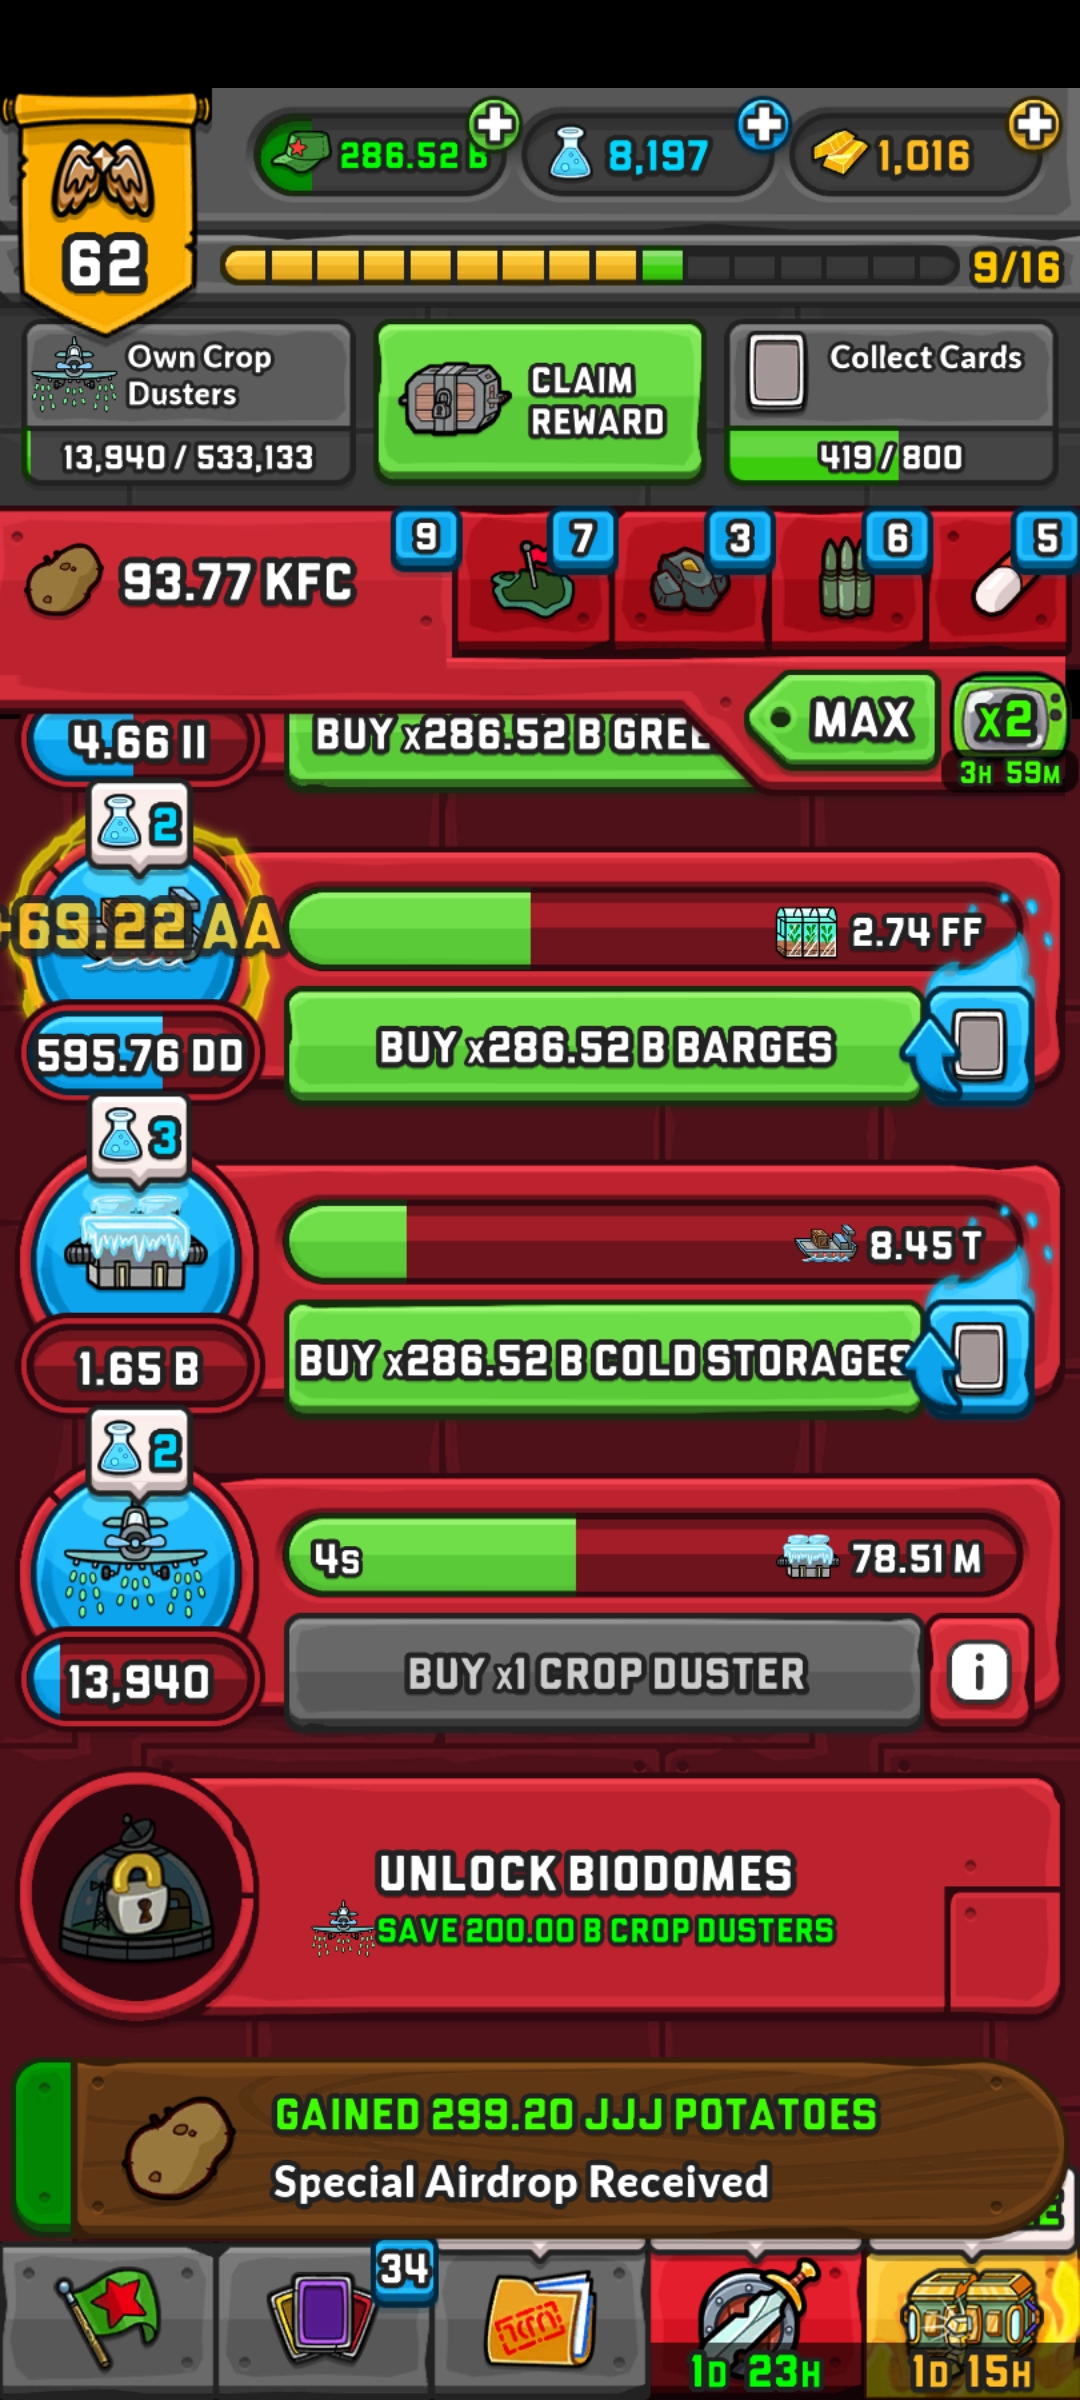 62
286.52 B
8,197
1,016
9/16
Own Crop
Dusters
13,940 / 533,133
CLAIM
REWARD
Collect Cards
419 / 800
93.77 KFC
9
7
3
6
5
MAX
x2
3H 59M
4.66 II
BUY x286.52 B GREE
2
+69.22 AA
2.74 FF
595.76 DD
BUY x286.52 B BARGES
3
8.45 T
1.65 B
BUY x286.52 B COLD STORAGES
2
4s
78.51 M
13,940
BUY x1 CROP DUSTER
i
UNLOCK BIODOMES
SAVE 200.00 B CROP DUSTERS
GAINED 299.20 JJJ POTATOES
Special Airdrop Received
34
1D 23H
1D 15H